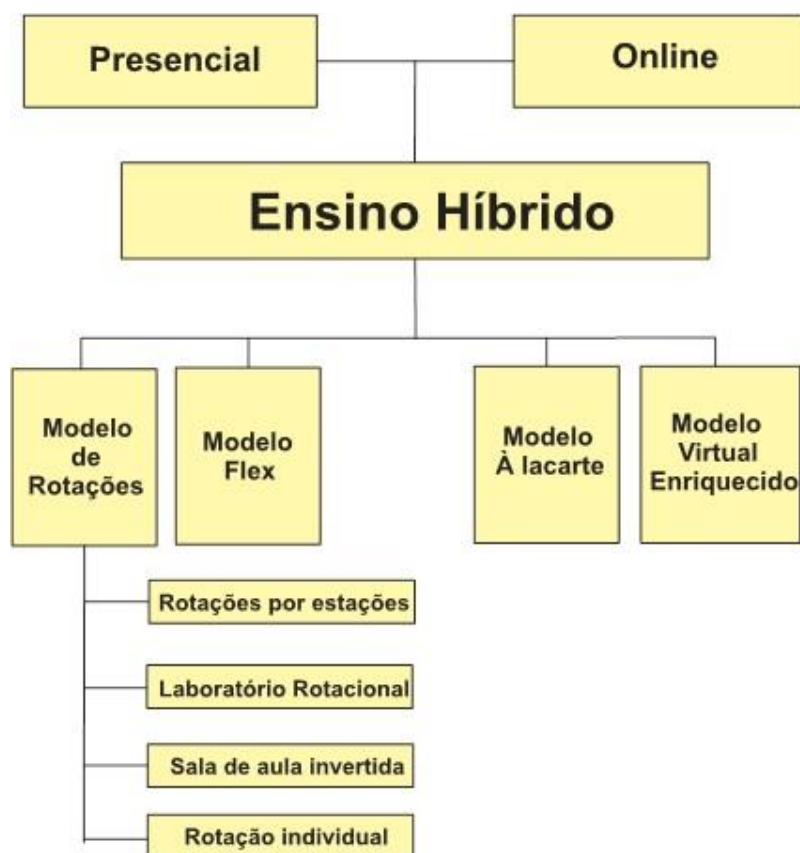 Presencial
Online
Ensino Híbrido
Modelo
de
Rotações
Modelo
Flex
Modelo
À lacarte
Modelo
Virtual
Enriquecido
Rotações por estações
Laboratório Rotacional
Sala de aula invertida
Rotação individual